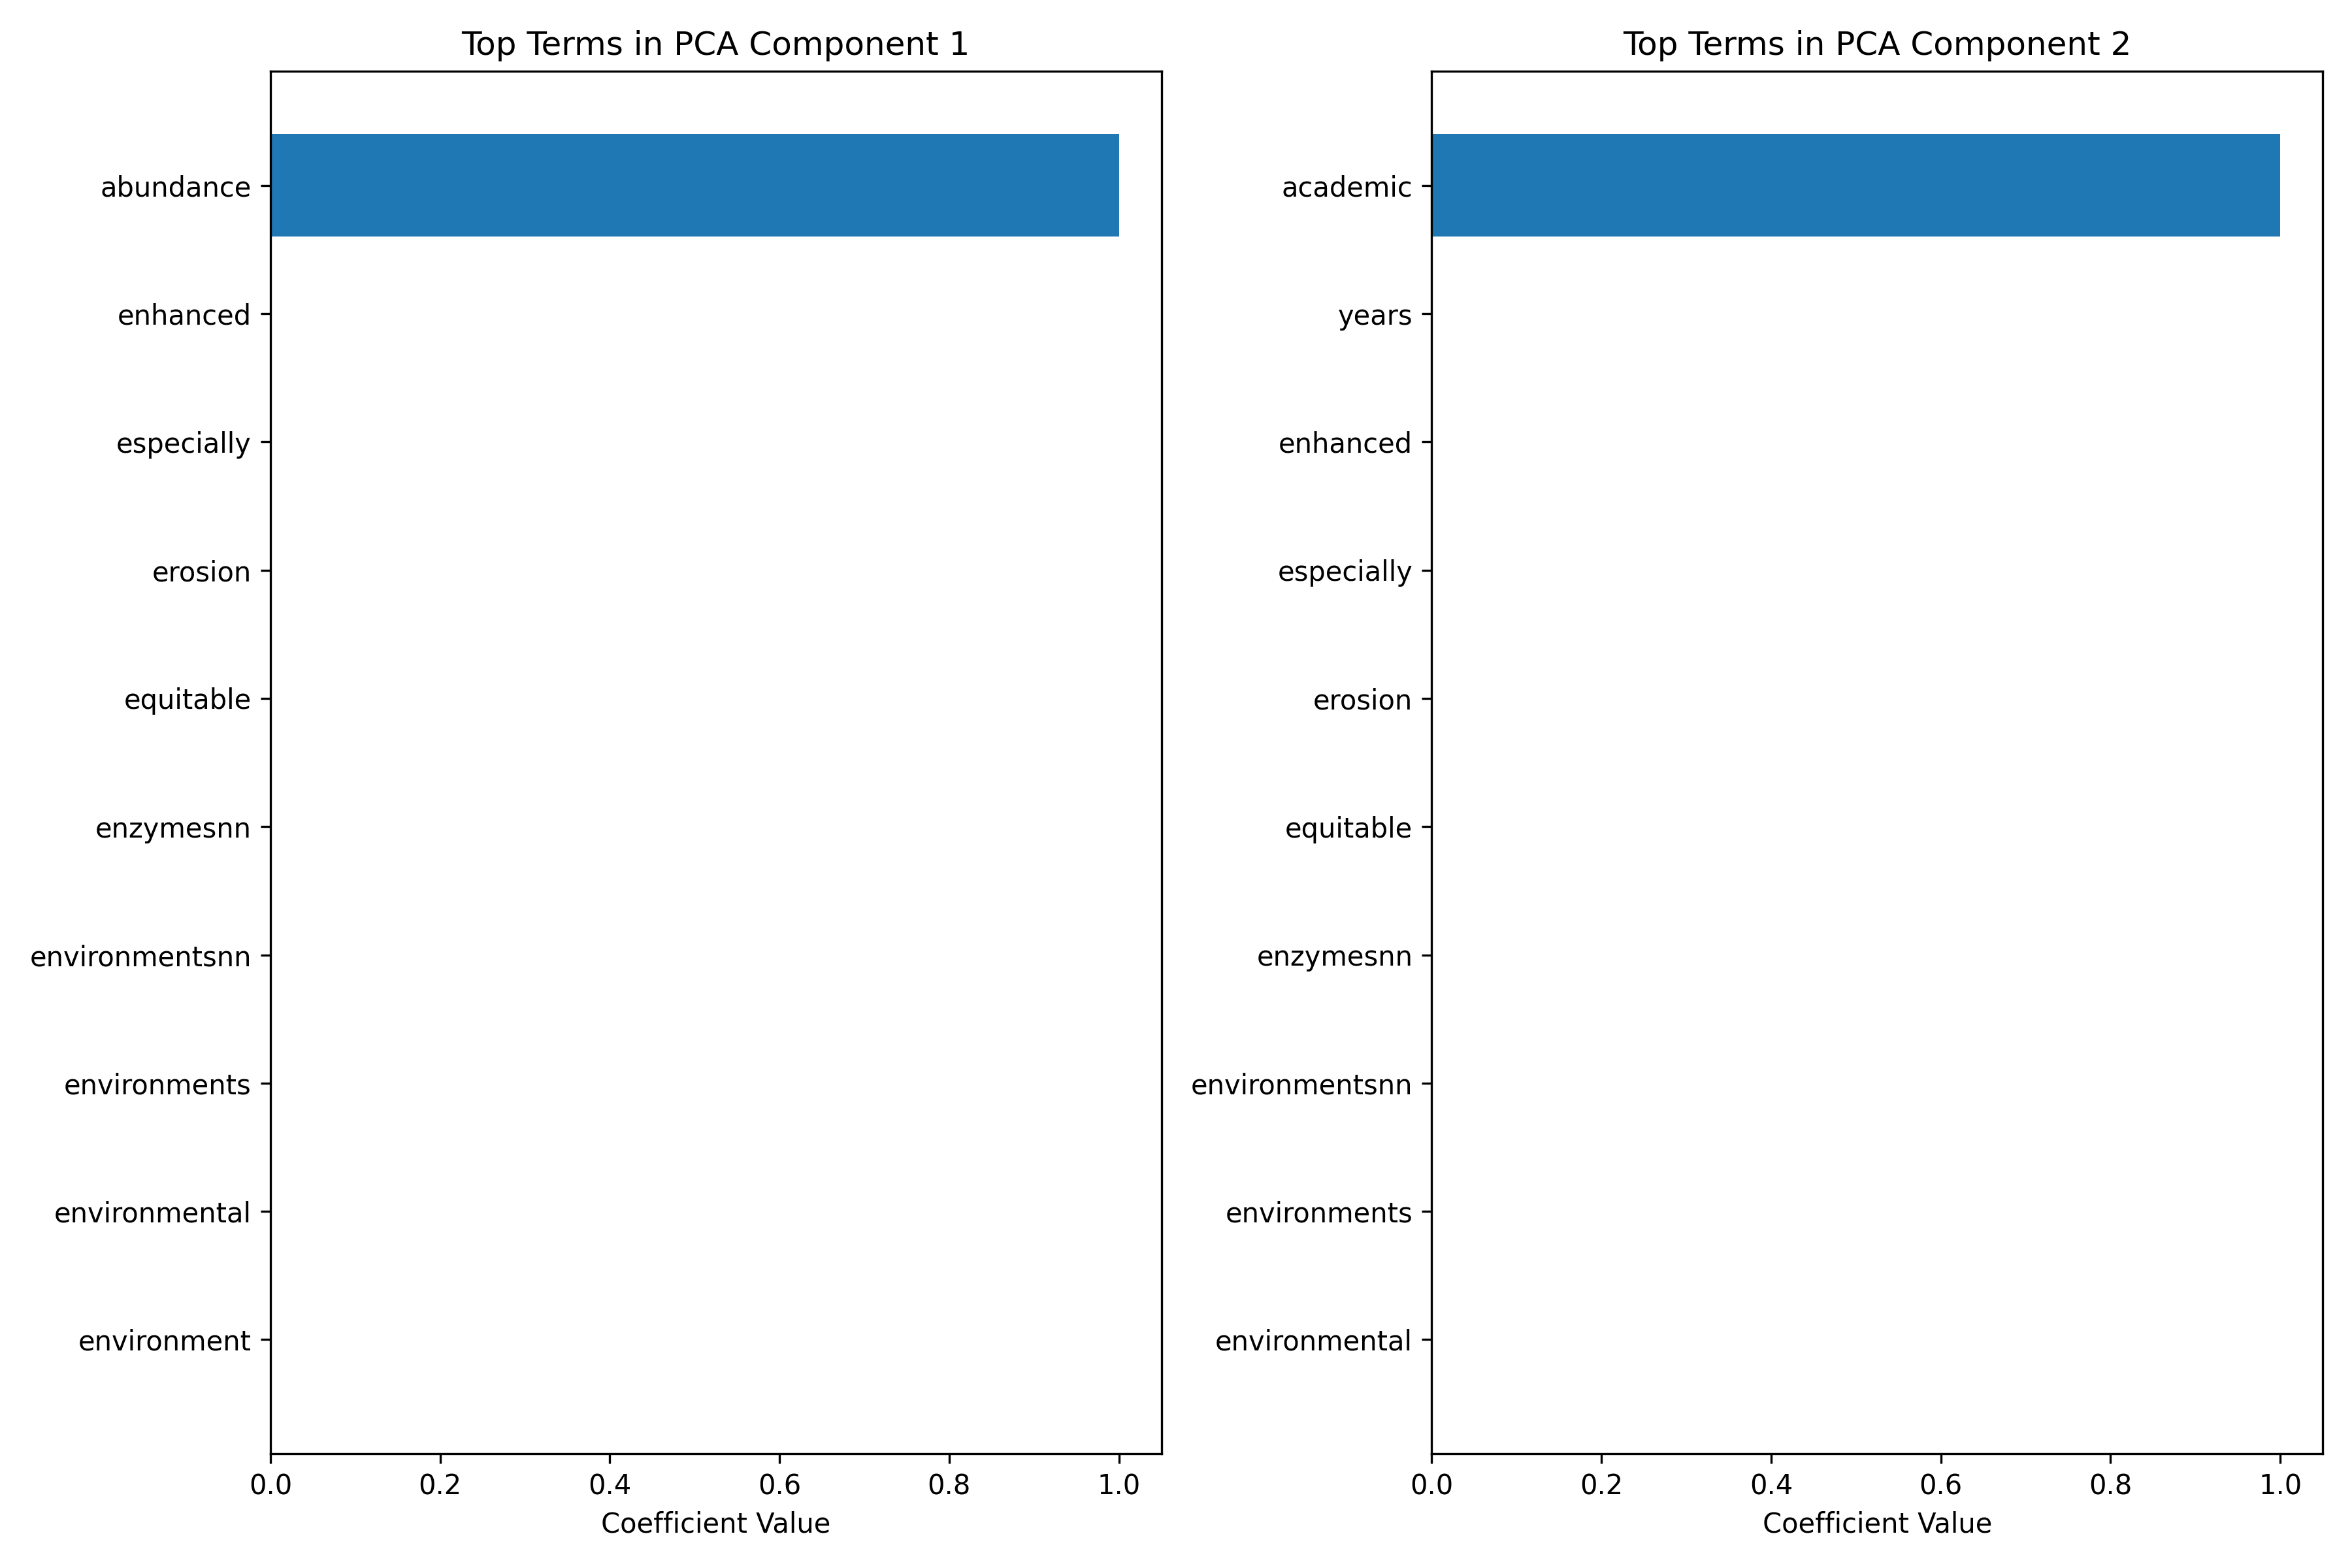 Top Terms in PCA Component 1
abundance
enhanced
especially
erosion
equitable
enzymesnn
environmentsnn
environments
environmental
environment
0.0 0.2 0.4 0.6 0.8 1.0
Coefficient Value
Top Terms in PCA Component 2
academic
years
enhanced
especially
erosion
equitable
enzymesnn
environmentsnn
environments
environmental
0.0 0.2 0.4 0.6 0.8 1.0
Coefficient Value